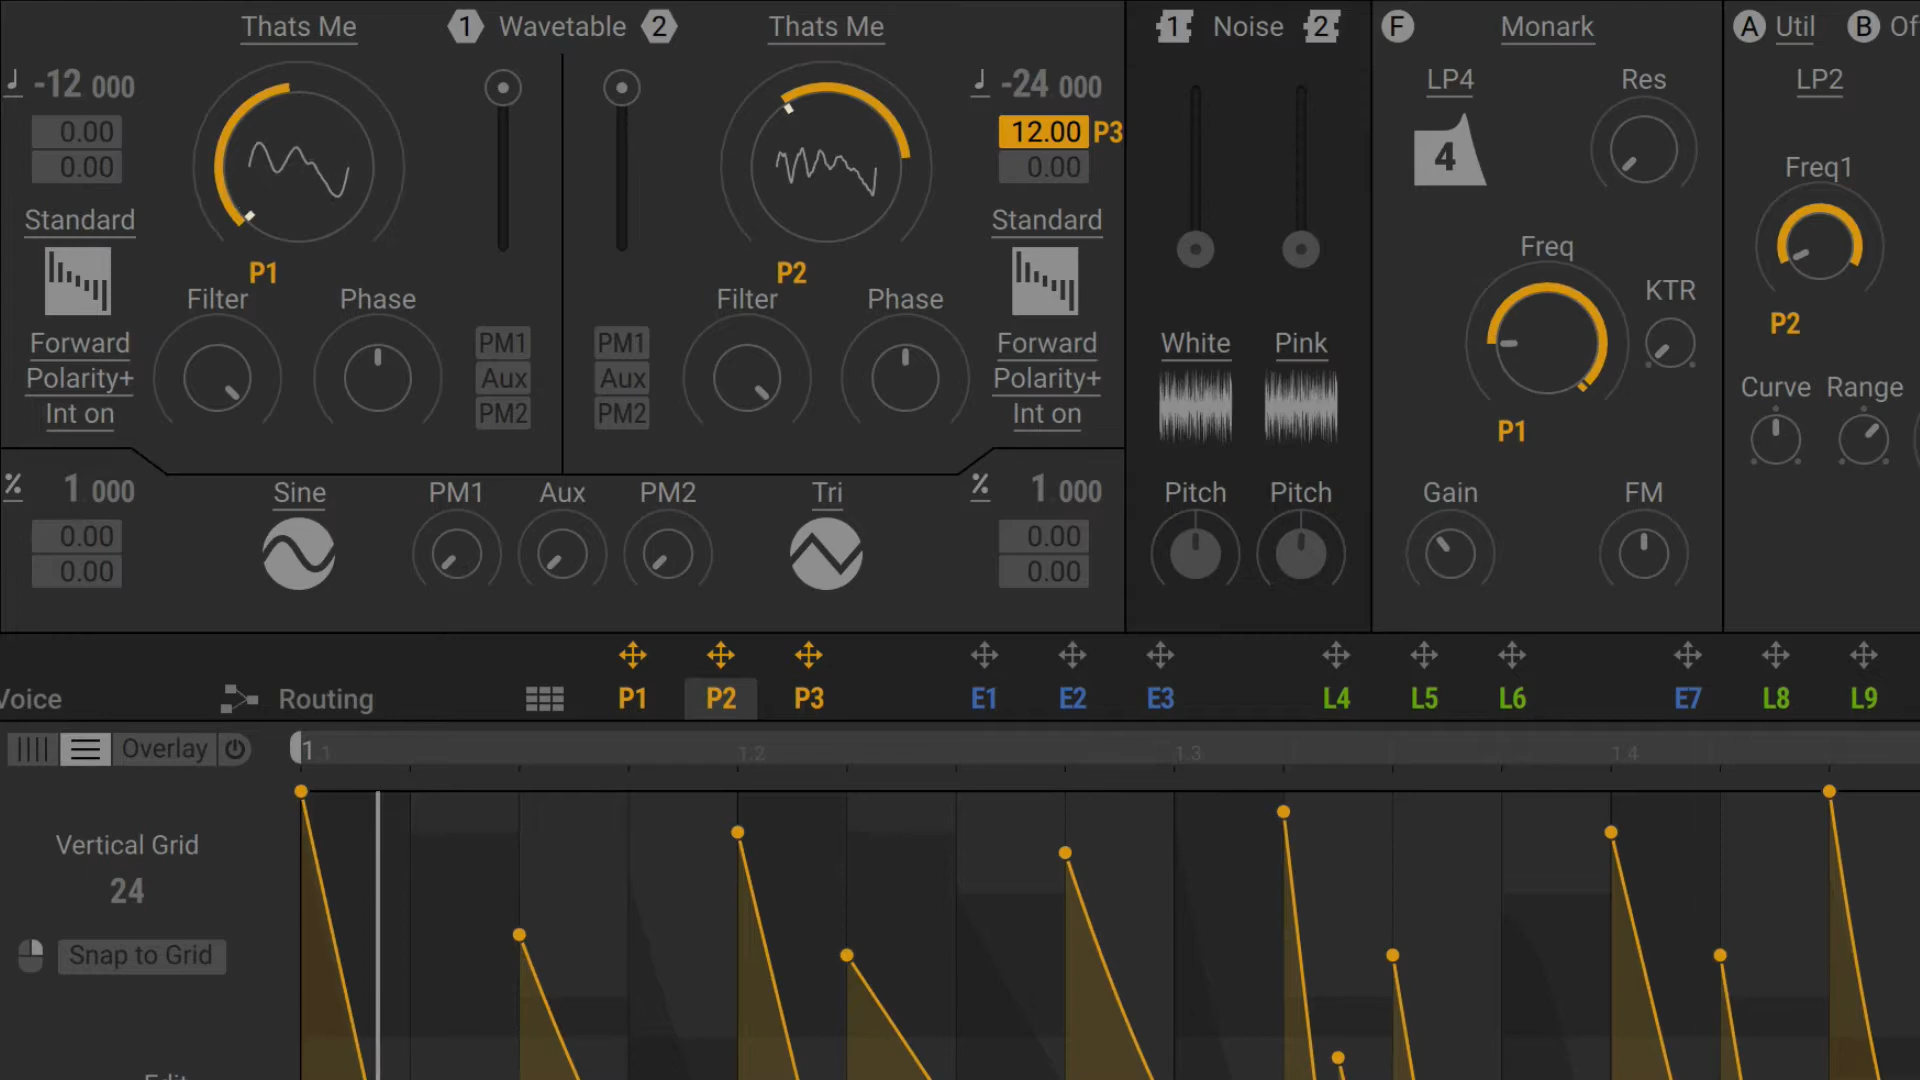 Thats Me 1 Wavetable 2 Thats Me 1 Noise 2 F Monark A Util B Of
-12 000 -24 000 LP4 Res LP2
0.00 12.00 P3
0.00 0.00
4
Freq1
Standard Standard
Freq
P1 P2
KTR
Filter Phase Filter Phase
P2
Forward PM1 PM1 Forward White Pink
Polarity+ Aux Aux Polarity+
Curve Range
Int on PM2 PM2 Int on
P1
% 1 000 Sine PM1 Aux PM2 Tri % 1 000 Pitch Pitch Gain FM
0.00 0.00
0.00 0.00
Voice Routing P1 P2 P3 E1 E2 E3 L4 L5 L6 E7 L8 L9
Overlay 1 1 1.2 1.3 1.4
Vertical Grid
24
Snap to Grid
Edit